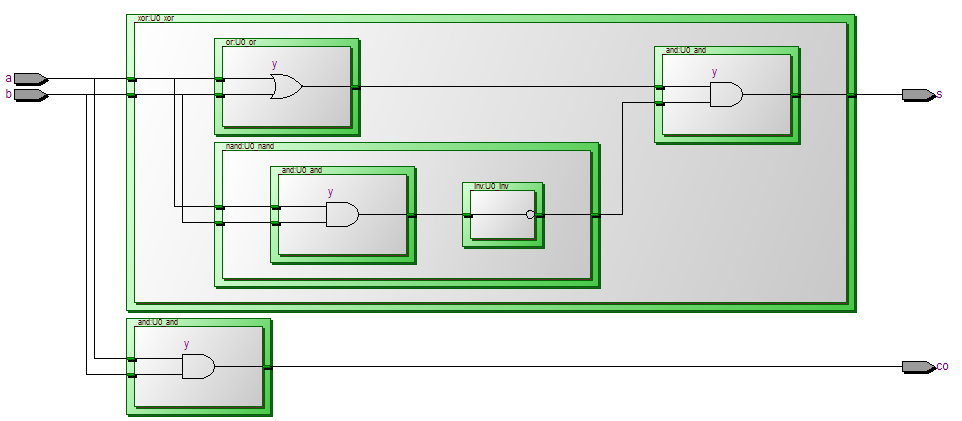 xor:U0_xor
or:U0_or
y
and:U0_and
y
a
b
s
nand:U0_nand
and:U0_and
y
inv:U0_inv
and:U0_and
y
co